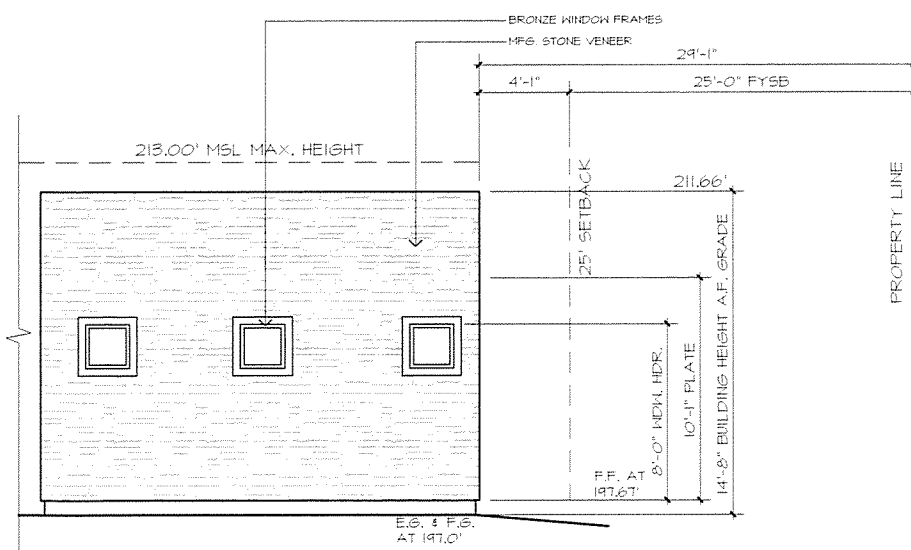 BRONZE WINDOW FRAMES
MFG. STONE VENEER
29'-1"
4'-1"
25'-0" FYSB
213.00' MSL MAX. HEIGHT
211.66'
25' SETBACK
PROPERTY LINE
14'-8" BUILDING HEIGHT A.F. GRADE
10'-1" PLATE
8'-0" WDW. HDR.
F.F. AT
197.67'
E.G. & F.G.
AT 197.0'